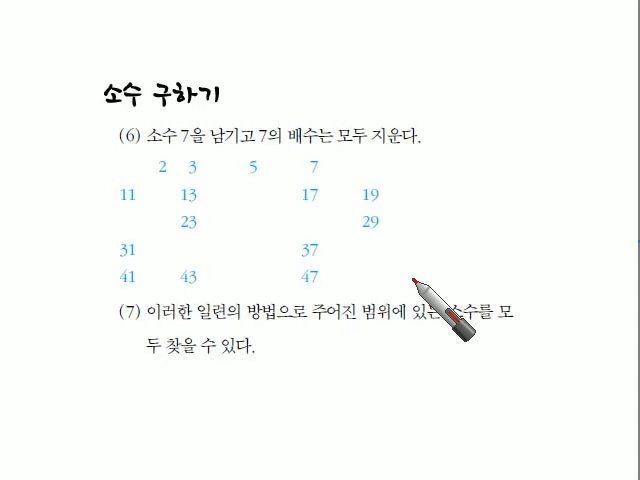 소수 구하기
(6) 소수 7을 남기고 7의 배수는 모두 지운다.
2 3 5 7
11 13 17 19
23 29
31 37
41 43 47
(7) 이러한 일련의 방법으로 주어진 범위에 있는 소수를 모
두 찾을 수 있다.